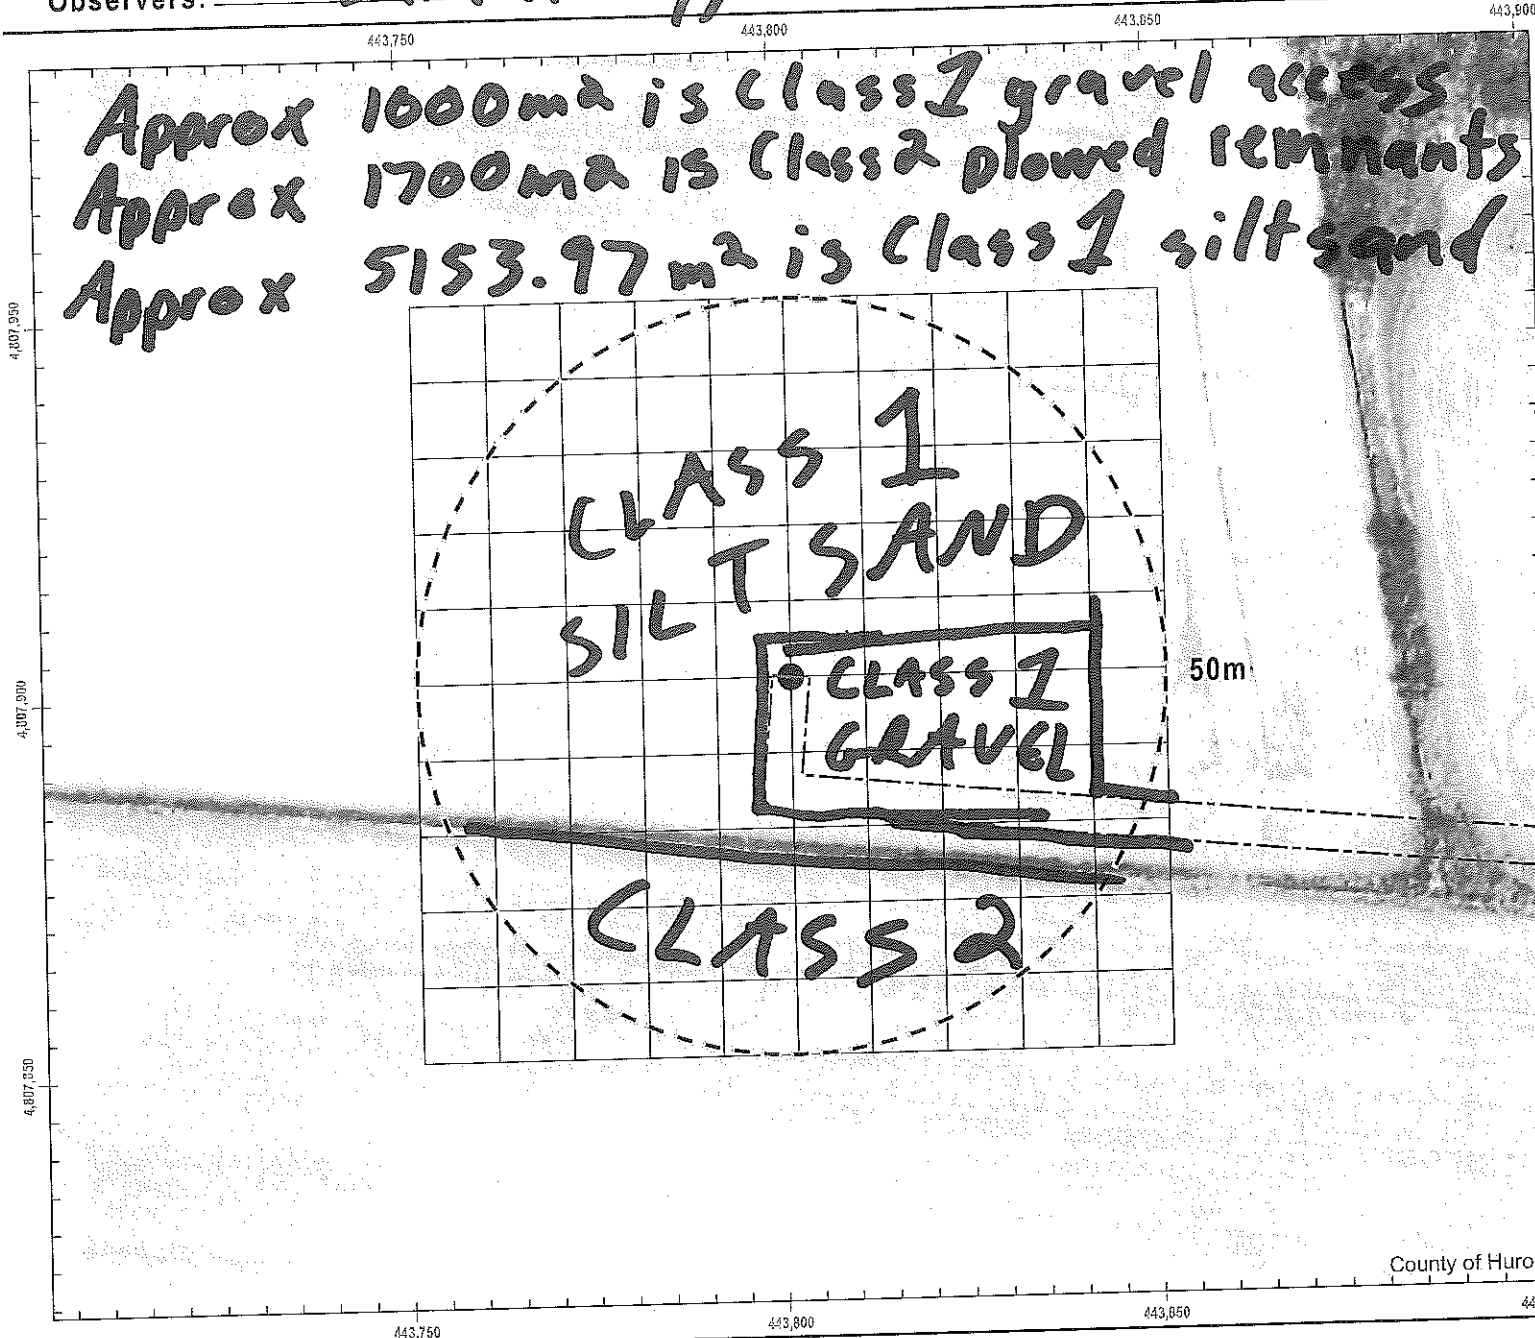 Observers:
443,750 443,800 443,850 443,900
Approx 1000m² is Class 1 gravel access
Approx 1700m² is Class 2 plowed remnants
Approx 5153.97m² is Class 1 silt sand
4,807,950
CLASS 1
SILT SAND
CLASS 1
GRAVEL
50m
4,807,900
CLASS 2
4,807,850
County of Huro
443,750 443,800 443,850 44